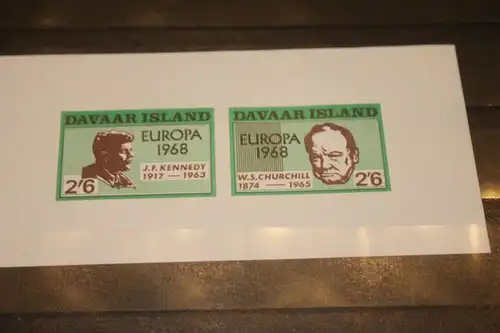 DAVAAR ISLAND
EUROPA
1968
J.F. KENNEDY
1917 — 1963
2'6
DAVAAR ISLAND
EUROPA
1968
W.S. CHURCHILL
1874 — 1965
2'6